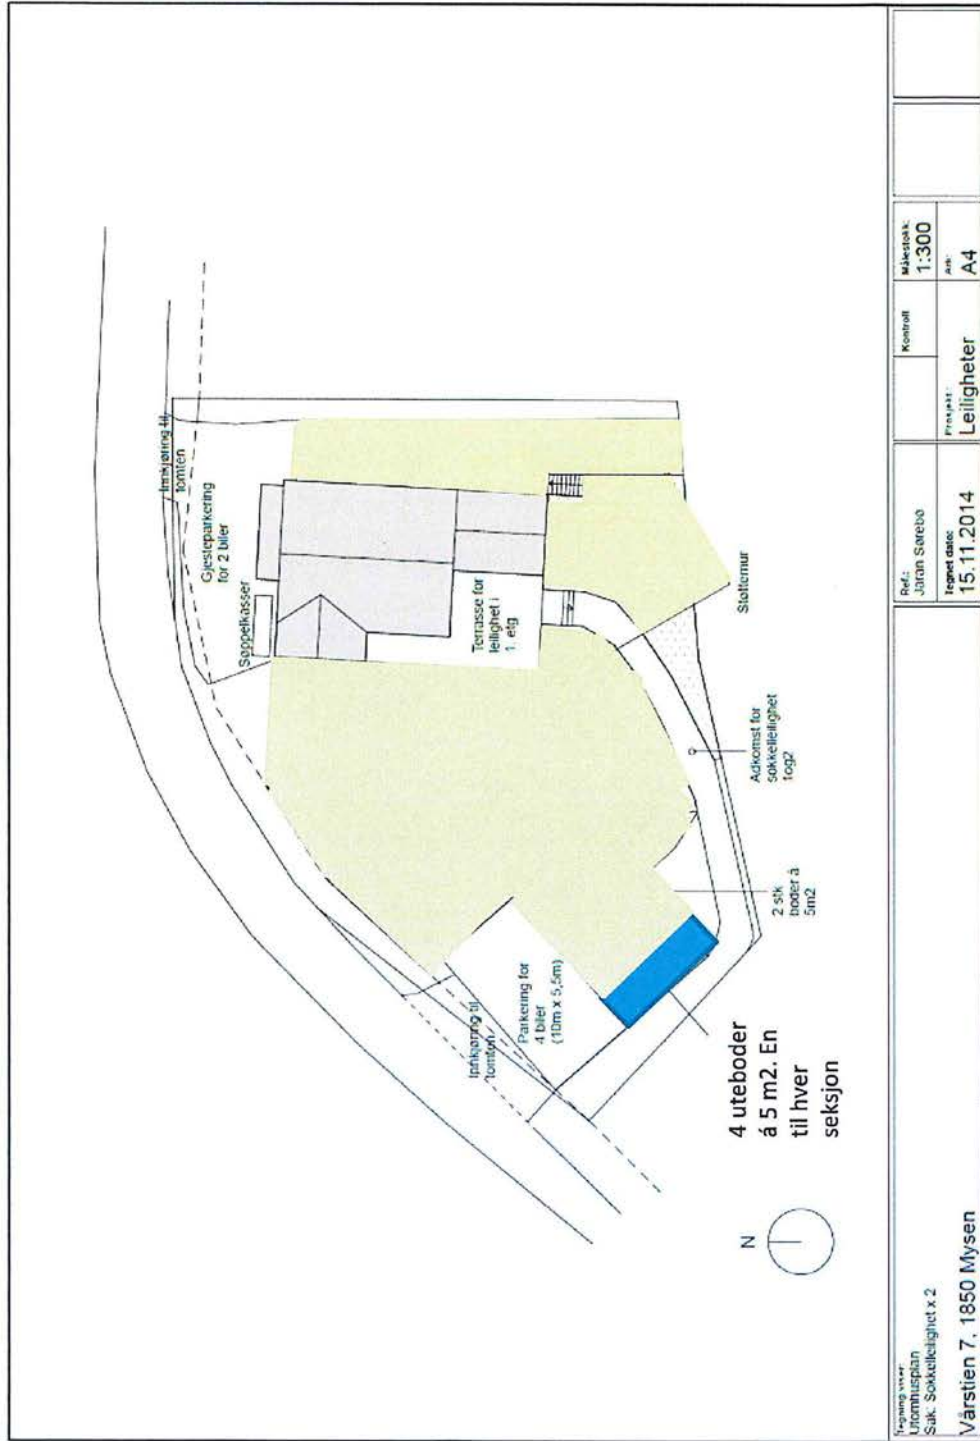 Innkjøring til
tomten
Gjesteparkering
for 2 biler
Søppelkasser
Terrasse for
leilighet i
1. etg
Støttemur
Adkomst for
sokkelleilighet
1og2
2 stk
boder à
5m2
Parkering for
4 biler
(10m x 5,5m)
Innkjøring til
tomten
4 uteboder
á 5 m2. En
til hver
seksjon
N
Tegning viser:
Utomhusplan
Sak: Sokkelleilighet x 2
Vårstien 7, 1850 Mysen
Ref.:
Jaran Sørebø
Tegnet dato:
15.11.2014
Kontroll
Prosjekt:
Leiligheter
Målestokk:
1:300
Ark:
A4